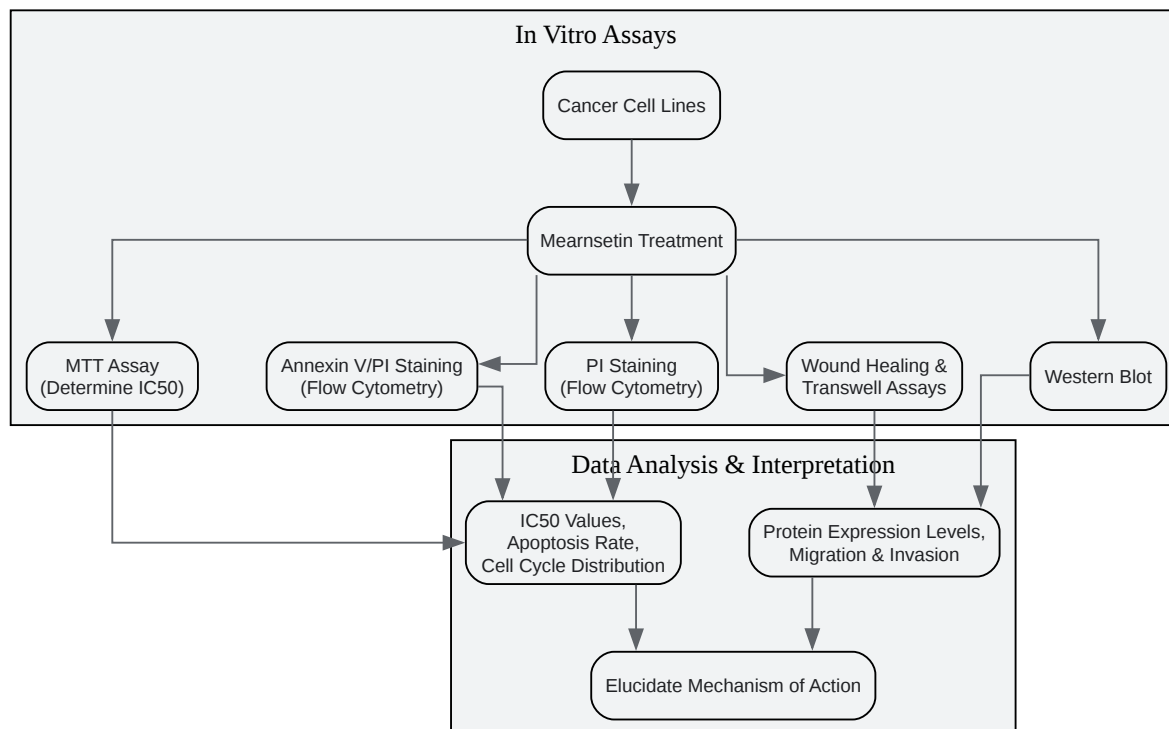 In Vitro Assays
Cancer Cell Lines
Mearnsetin Treatment
MTT Assay
(Determine IC50)
Annexin V/PI Staining
(Flow Cytometry)
PI Staining
(Flow Cytometry)
Wound Healing &
Transwell Assays
Western Blot
Data Analysis & Interpretation
IC50 Values,
Apoptosis Rate,
Cell Cycle Distribution
Protein Expression Levels,
Migration & Invasion
Elucidate Mechanism of Action